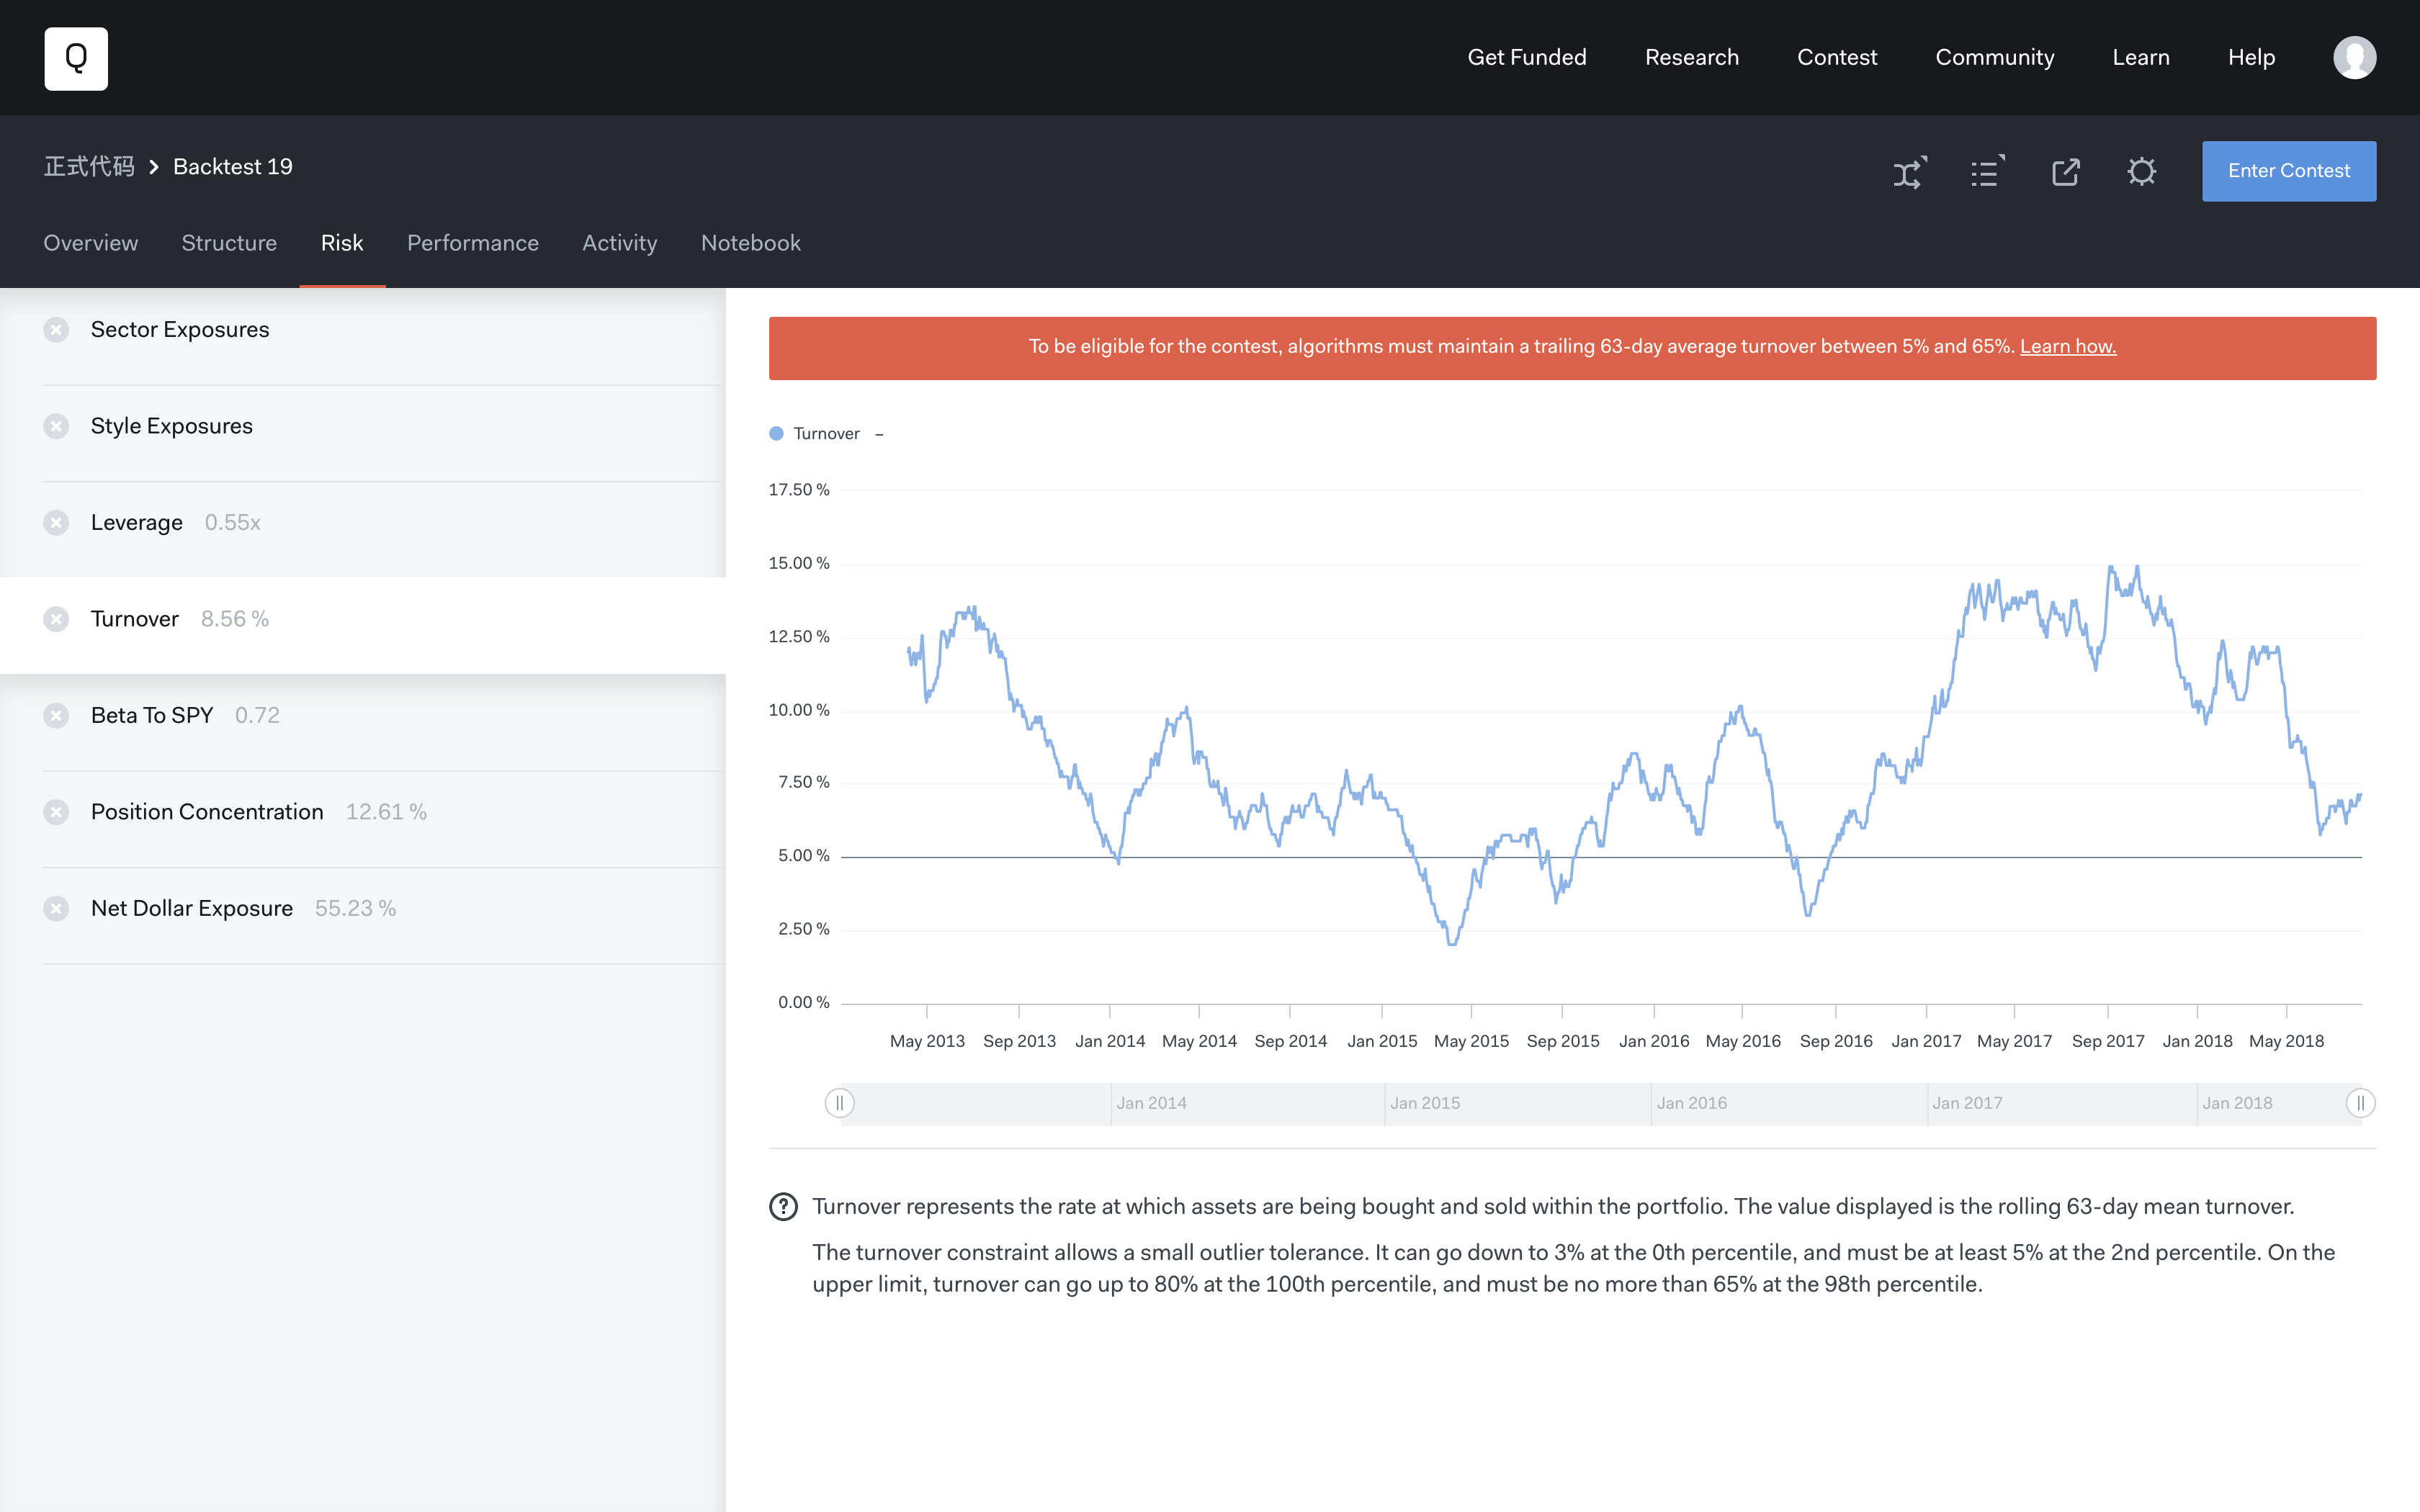 Q
Get Funded Research Contest Community Learn Help
正式代码 > Backtest 19
Enter Contest
Overview Structure Risk Performance Activity Notebook
Sector Exposures
Style Exposures
Leverage 0.55x
Turnover 8.56 %
Beta To SPY 0.72
Position Concentration 12.61 %
Net Dollar Exposure 55.23 %
To be eligible for the contest, algorithms must maintain a trailing 63-day average turnover between 5% and 65%. Learn how.
Turnover –
17.50 %
15.00 %
12.50 %
10.00 %
7.50 %
5.00 %
2.50 %
0.00 %
May 2013 Sep 2013 Jan 2014 May 2014 Sep 2014 Jan 2015 May 2015 Sep 2015 Jan 2016 May 2016 Sep 2016 Jan 2017 May 2017 Sep 2017 Jan 2018 May 2018
Jan 2014 Jan 2015 Jan 2016 Jan 2017 Jan 2018
Turnover represents the rate at which assets are being bought and sold within the portfolio. The value displayed is the rolling 63-day mean turnover.
The turnover constraint allows a small outlier tolerance. It can go down to 3% at the 0th percentile, and must be at least 5% at the 2nd percentile. On the
upper limit, turnover can go up to 80% at the 100th percentile, and must be no more than 65% at the 98th percentile.